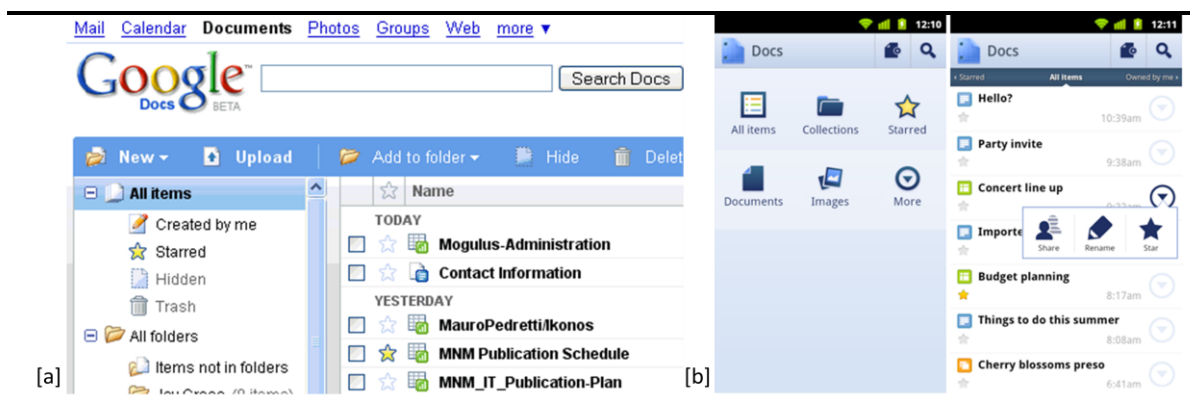 Mail Calendar Documents Photos Groups Web more ▼
Google™
Docs BETA
Search Docs
New Upload Add to folder Hide Delet
All items
Created by me
Starred
Hidden
Trash
All folders
Items not in folders
Name
TODAY
Mogulus-Administration
Contact Information
YESTERDAY
MauroPedretti/Ikonos
MNM Publication Schedule
MNM_IT_Publication-Plan
[a]
[b]
12:10
Docs
All items Collections Starred
Documents Images More
12:11
Docs
‹ Starred All Items Owned by me ›
Hello?
10:39am
Party invite
9:38am
Concert line up
Importe
Share Rename Star
Budget planning
8:17am
Things to do this summer
8:08am
Cherry blossoms preso
6:41am